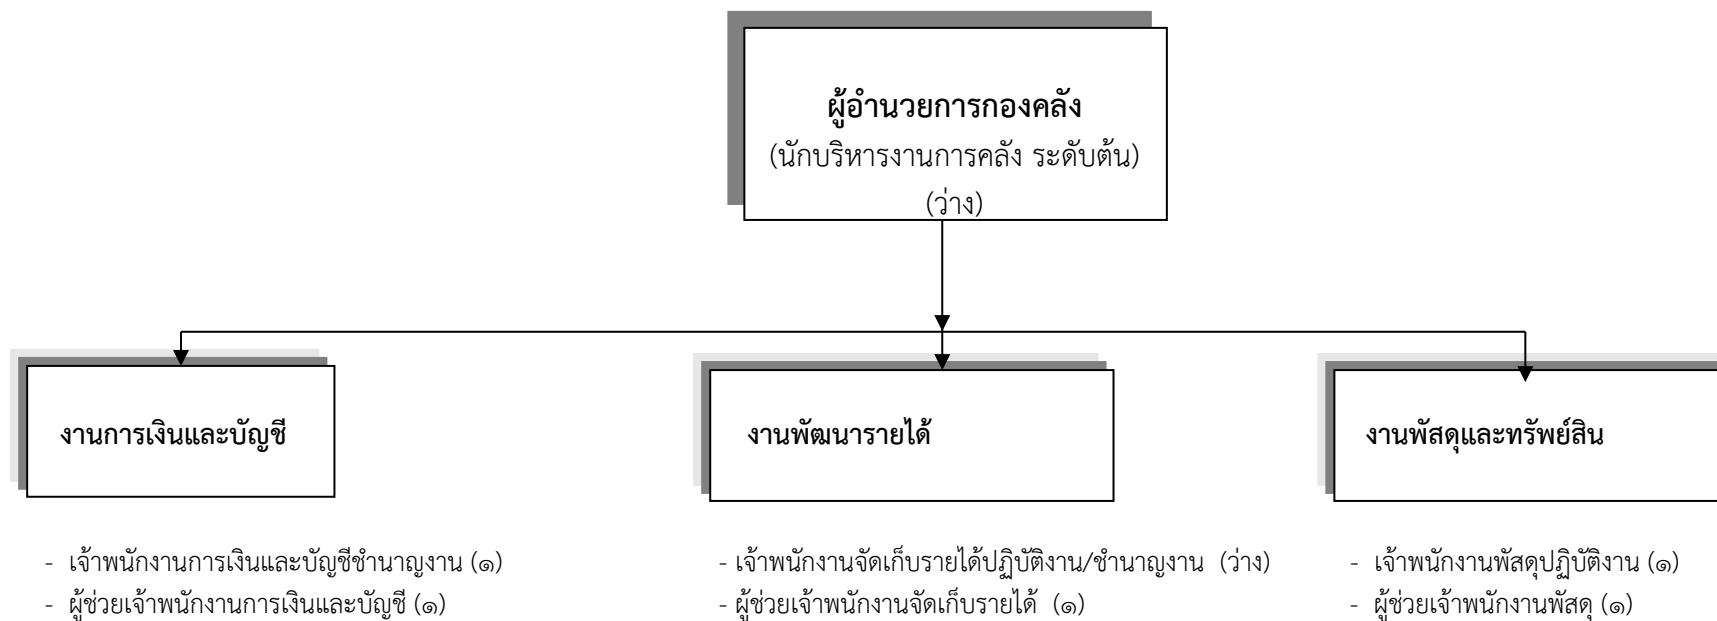 ผู้อำนวยการกองคลัง
(นักบริหารงานการคลัง ระดับต้น)
(ว่าง)
งานการเงินและบัญชี
งานพัฒนารายได้
งานพัสดุและทรัพย์สิน
- เจ้าพนักงานการเงินและบัญชีชำนาญงาน (๑)
- ผู้ช่วยเจ้าพนักงานการเงินและบัญชี (๑)
- เจ้าพนักงานจัดเก็บรายได้ปฏิบัติงาน/ชำนาญงาน (ว่าง)
- ผู้ช่วยเจ้าพนักงานจัดเก็บรายได้ (๑)
- เจ้าพนักงานพัสดุปฏิบัติงาน (๑)
- ผู้ช่วยเจ้าพนักงานพัสดุ (๑)